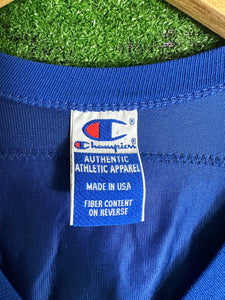 ®
Champion®
AUTHENTIC
ATHLETIC APPAREL
MADE IN USA
FIBER CONTENT
ON REVERSE